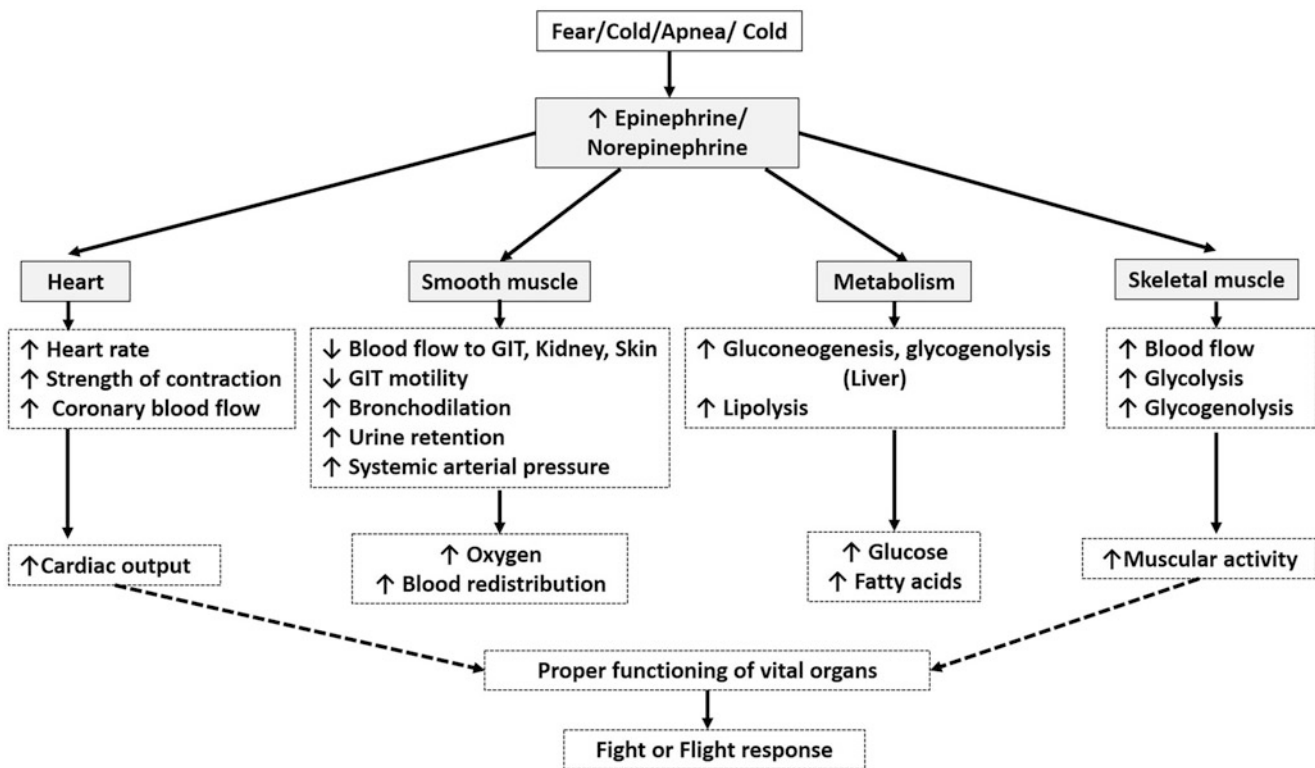 Fear/Cold/Apnea/ Cold
↑ Epinephrine/
Norepinephrine
Heart
↑ Heart rate
↑ Strength of contraction
↑ Coronary blood flow
↑Cardiac output
Smooth muscle
↓ Blood flow to GIT, Kidney, Skin
↓ GIT motility
↑ Bronchodilation
↑ Urine retention
↑ Systemic arterial pressure
↑ Oxygen
↑ Blood redistribution
Metabolism
↑ Gluconeogenesis, glycogenolysis
(Liver)
↑ Lipolysis
↑ Glucose
↑ Fatty acids
Skeletal muscle
↑ Blood flow
↑ Glycolysis
↑ Glycogenolysis
↑Muscular activity
Proper functioning of vital organs
Fight or Flight response